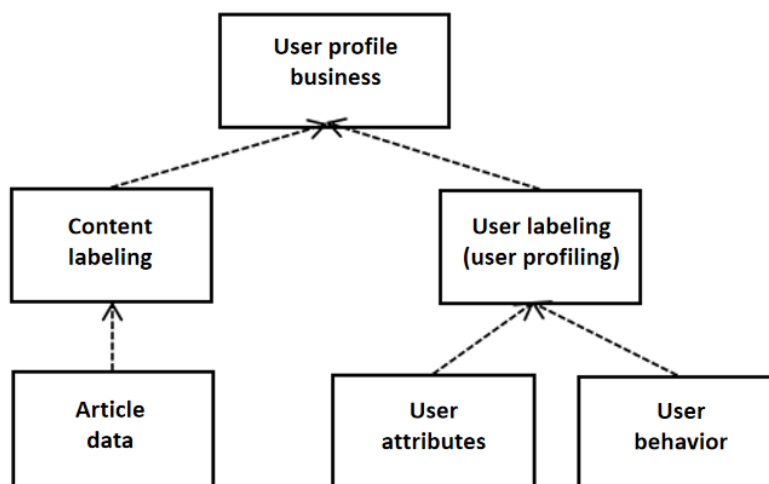 User profile
business
Content
labeling
User labeling
(user profiling)
Article
data
User
attributes
User
behavior